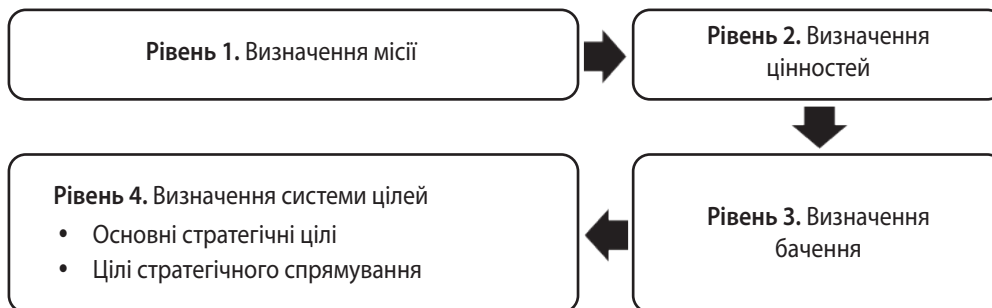 Рівень 1. Визначення місії
Рівень 2. Визначення
цінностей
Рівень 3. Визначення
бачення
Рівень 4. Визначення системи цілей
• Основні стратегічні цілі
• Цілі стратегічного спрямування